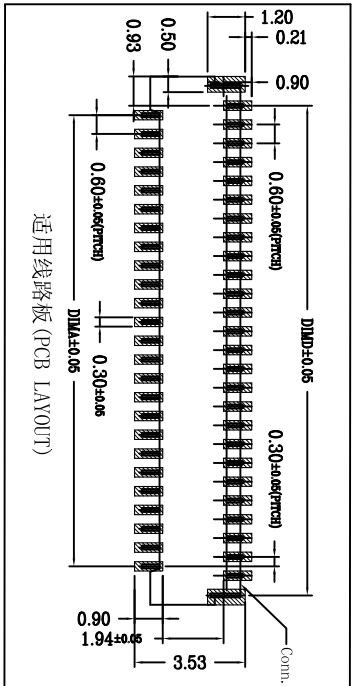 1.20
0.21
0.93
0.50
0.90
0.60±0.05(PITCH)
0.60±0.05(PITCH)
DIMD±0.05
DIMA±0.05
0.30±0.05
0.30±0.05(PITCH)
适用线路板(PCB LAYOUT)
0.90
1.94±0.05
3.53
Conn.